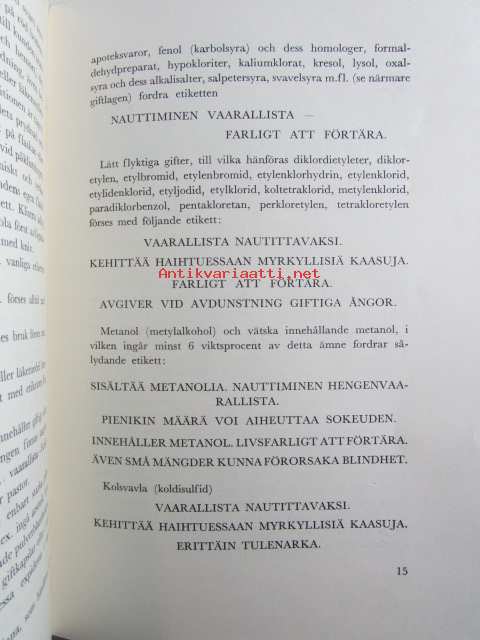 apoteksvaror, fenol (karbolsyra) och dess homologer, formal-
dehydpreparat, hypokloriter, kaliumklorat, kresol, lysol, oxal-
syra och dess alkalisalter, salpetersyra, svavelsyra m.fl. (se närmare
giftlagen) fordra etiketten
NAUTTIMINEN VAARALLISTA —
FARLIGT ATT FÖRTÄRA.
Lätt flyktiga gifter, till vilka hänföras diklordietyleter, diklor-
etylen, etylbromid, etylenbromid, etylenklorhydrin, etylenklorid,
etylidenklorid, etyljodid, etylklorid, koltetraklorid, metylenklorid,
paradiklorbenzol, pentakloretan, perkloretylen, tetrakloretylen
förses med följande etikett:
VAARALLISTA NAUTITTAVAKSI.
KEHITTÄÄ HAIHTUESSAAN MYRKYLLISIÄ KAASUJA.
Antikvariaatti.net
FARLIGT ATT FÖRTÄRA.
AVGIVER VID AVDUNSTNING GIFTIGA ÅNGOR.
Metanol (metylalkohol) och vätska innehållande metanol, i
vilken ingår minst 6 viktsprocent av detta ämne fordrar så-
lydande etikett:
SISÄLTÄÄ METANOLIA. NAUTTIMINEN HENGENVAA-
RALLISTA.
PIENIKIN MÄÄRÄ VOI AIHEUTTAA SOKEUDEN.
INNEHÅLLER METANOL. LIVSFARLIGT ATT FÖRTÄRA.
ÄVEN SMÅ MÄNGDER KUNNA FÖRORSAKA BLINDHET.
Kolsvavla (koldisulfid)
VAARALLISTA NAUTITTAVAKSI.
KEHITTÄÄ HAIHTUESSAAN MYRKYLLISIÄ KAASUJA.
ERITTÄIN TULENARKA.
15